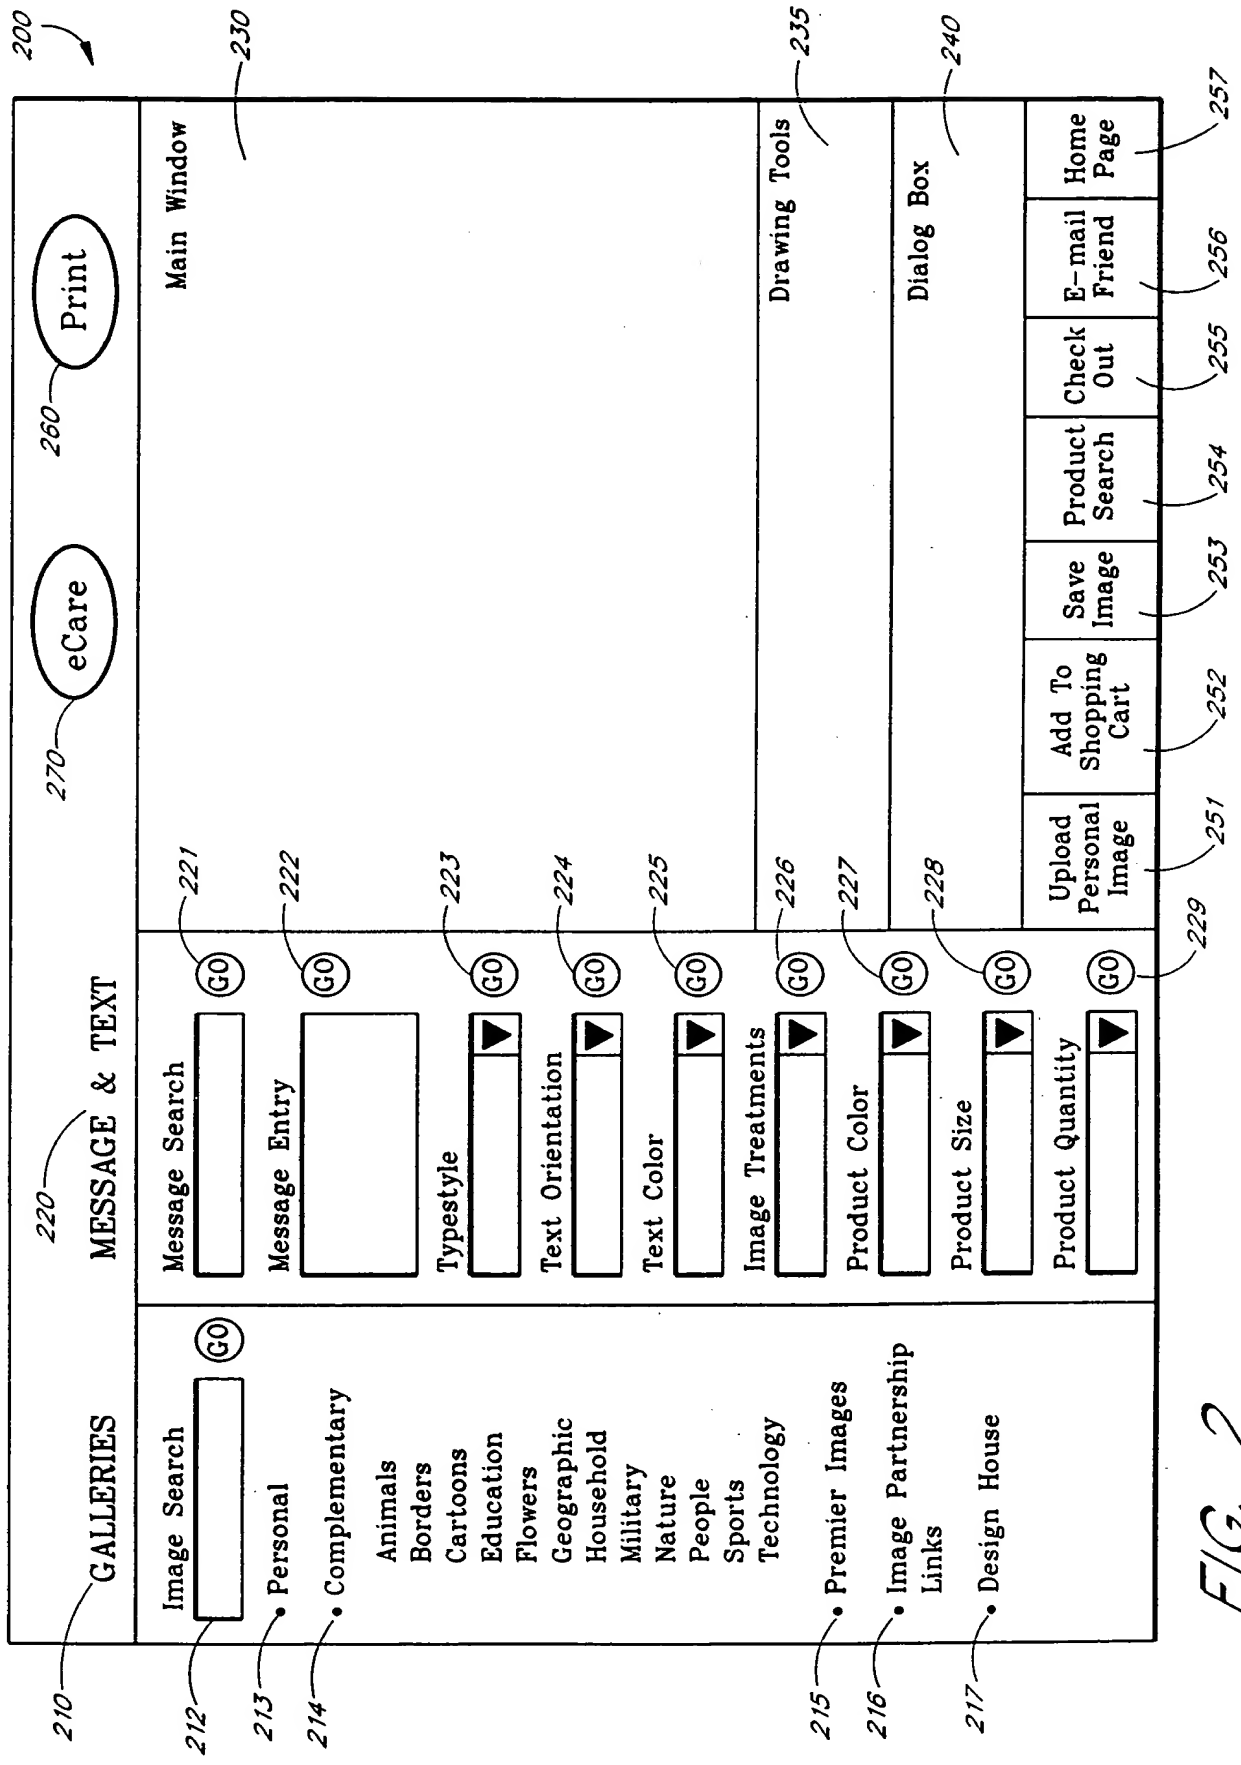 200
210
GALLERIES
220
MESSAGE & TEXT
270
eCare
260
Print
Image Search
GO
212
213
• Personal
214
• Complementary
Animals
Borders
Cartoons
Education
Flowers
Geographic
Household
Military
Nature
People
Sports
Technology
215
• Premier Images
216
• Image Partnership
Links
217
• Design House
Message Search
GO
221
Message Entry
GO
222
Typestyle
GO
223
Text Orientation
GO
224
Text Color
GO
225
Image Treatments
GO
226
Product Color
GO
227
Product Size
GO
228
Product Quantity
GO
229
Main Window
230
Drawing Tools
235
Dialog Box
240
Upload
Personal
Image
251
Add To
Shopping
Cart
252
Save
Image
253
Product
Search
254
Check
Out
255
E-mail
Friend
256
Home
Page
257
FIG. 2